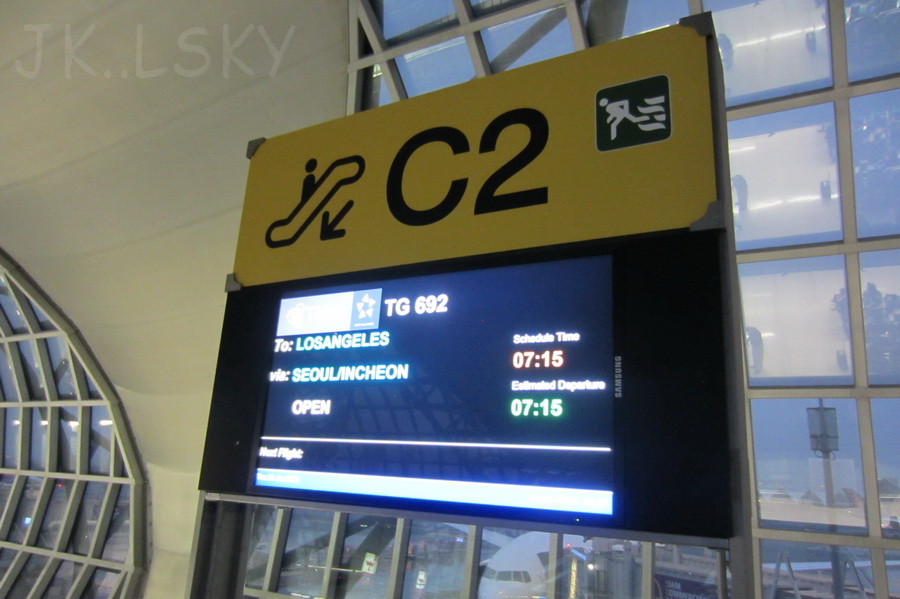 JK..LSKY
C2
TG 692
To: LOSANGELES
Schedule Time
07:15
via: SEOUL/INCHEON
Estimated Departure
OPEN
07:15
SAMSUNG
Next Flight: